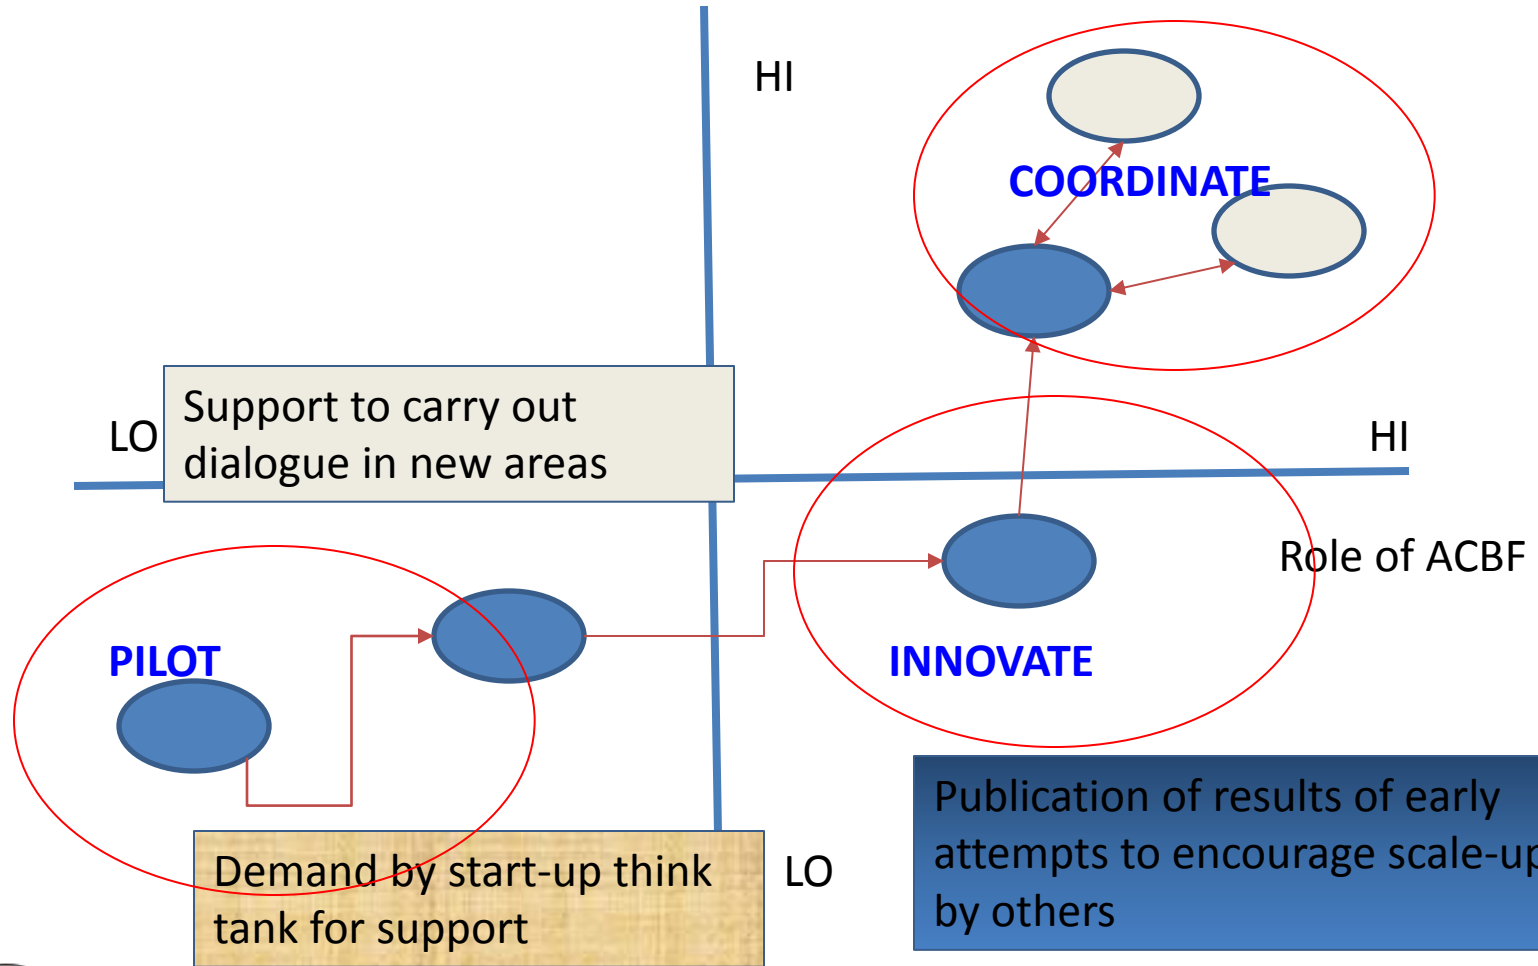 HI
COORDINATE
Support to carry out
dialogue in new areas
LO
HI
Role of ACBF
PILOT
INNOVATE
Publication of results of early
attempts to encourage scale-up
by others
Demand by start-up think
tank for support
LO